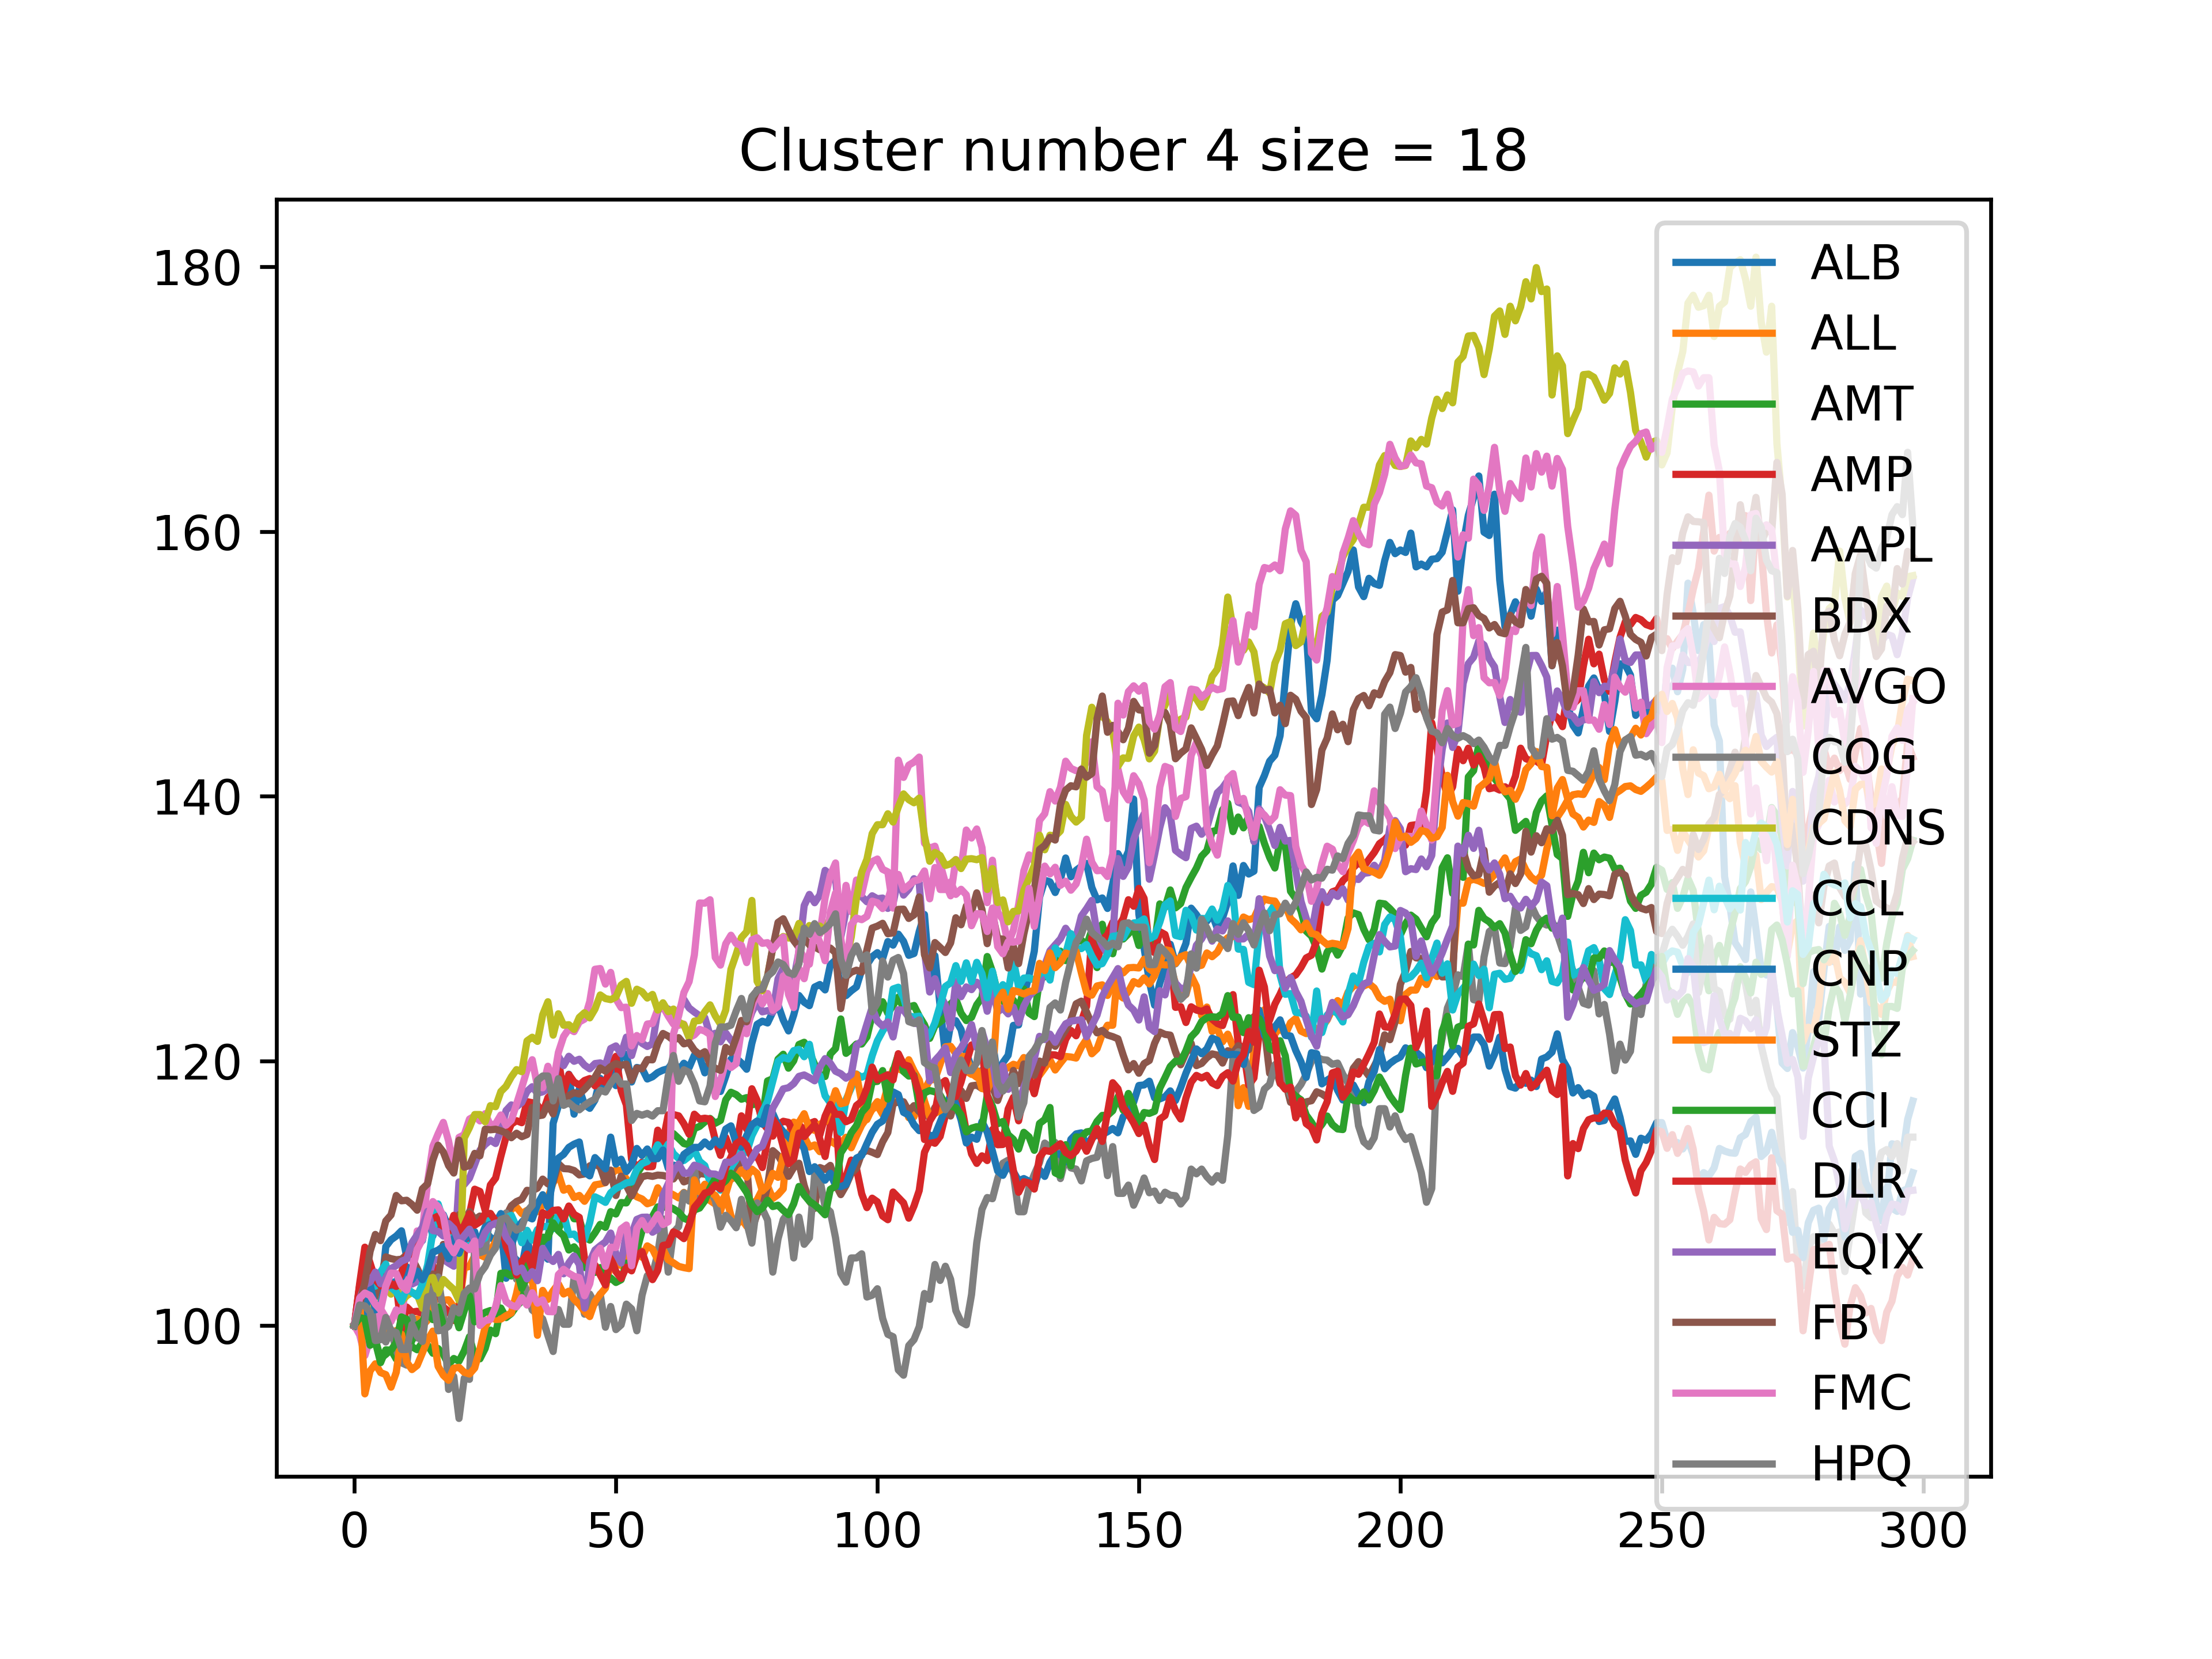 Cluster number 4 size = 18
180
160
140
120
100
0
50
100
150
200
250
300
ALB
ALL
AMT
AMP
AAPL
BDX
AVGO
COG
CDNS
CCL
CNP
STZ
CCI
DLR
EQIX
FB
FMC
HPQ